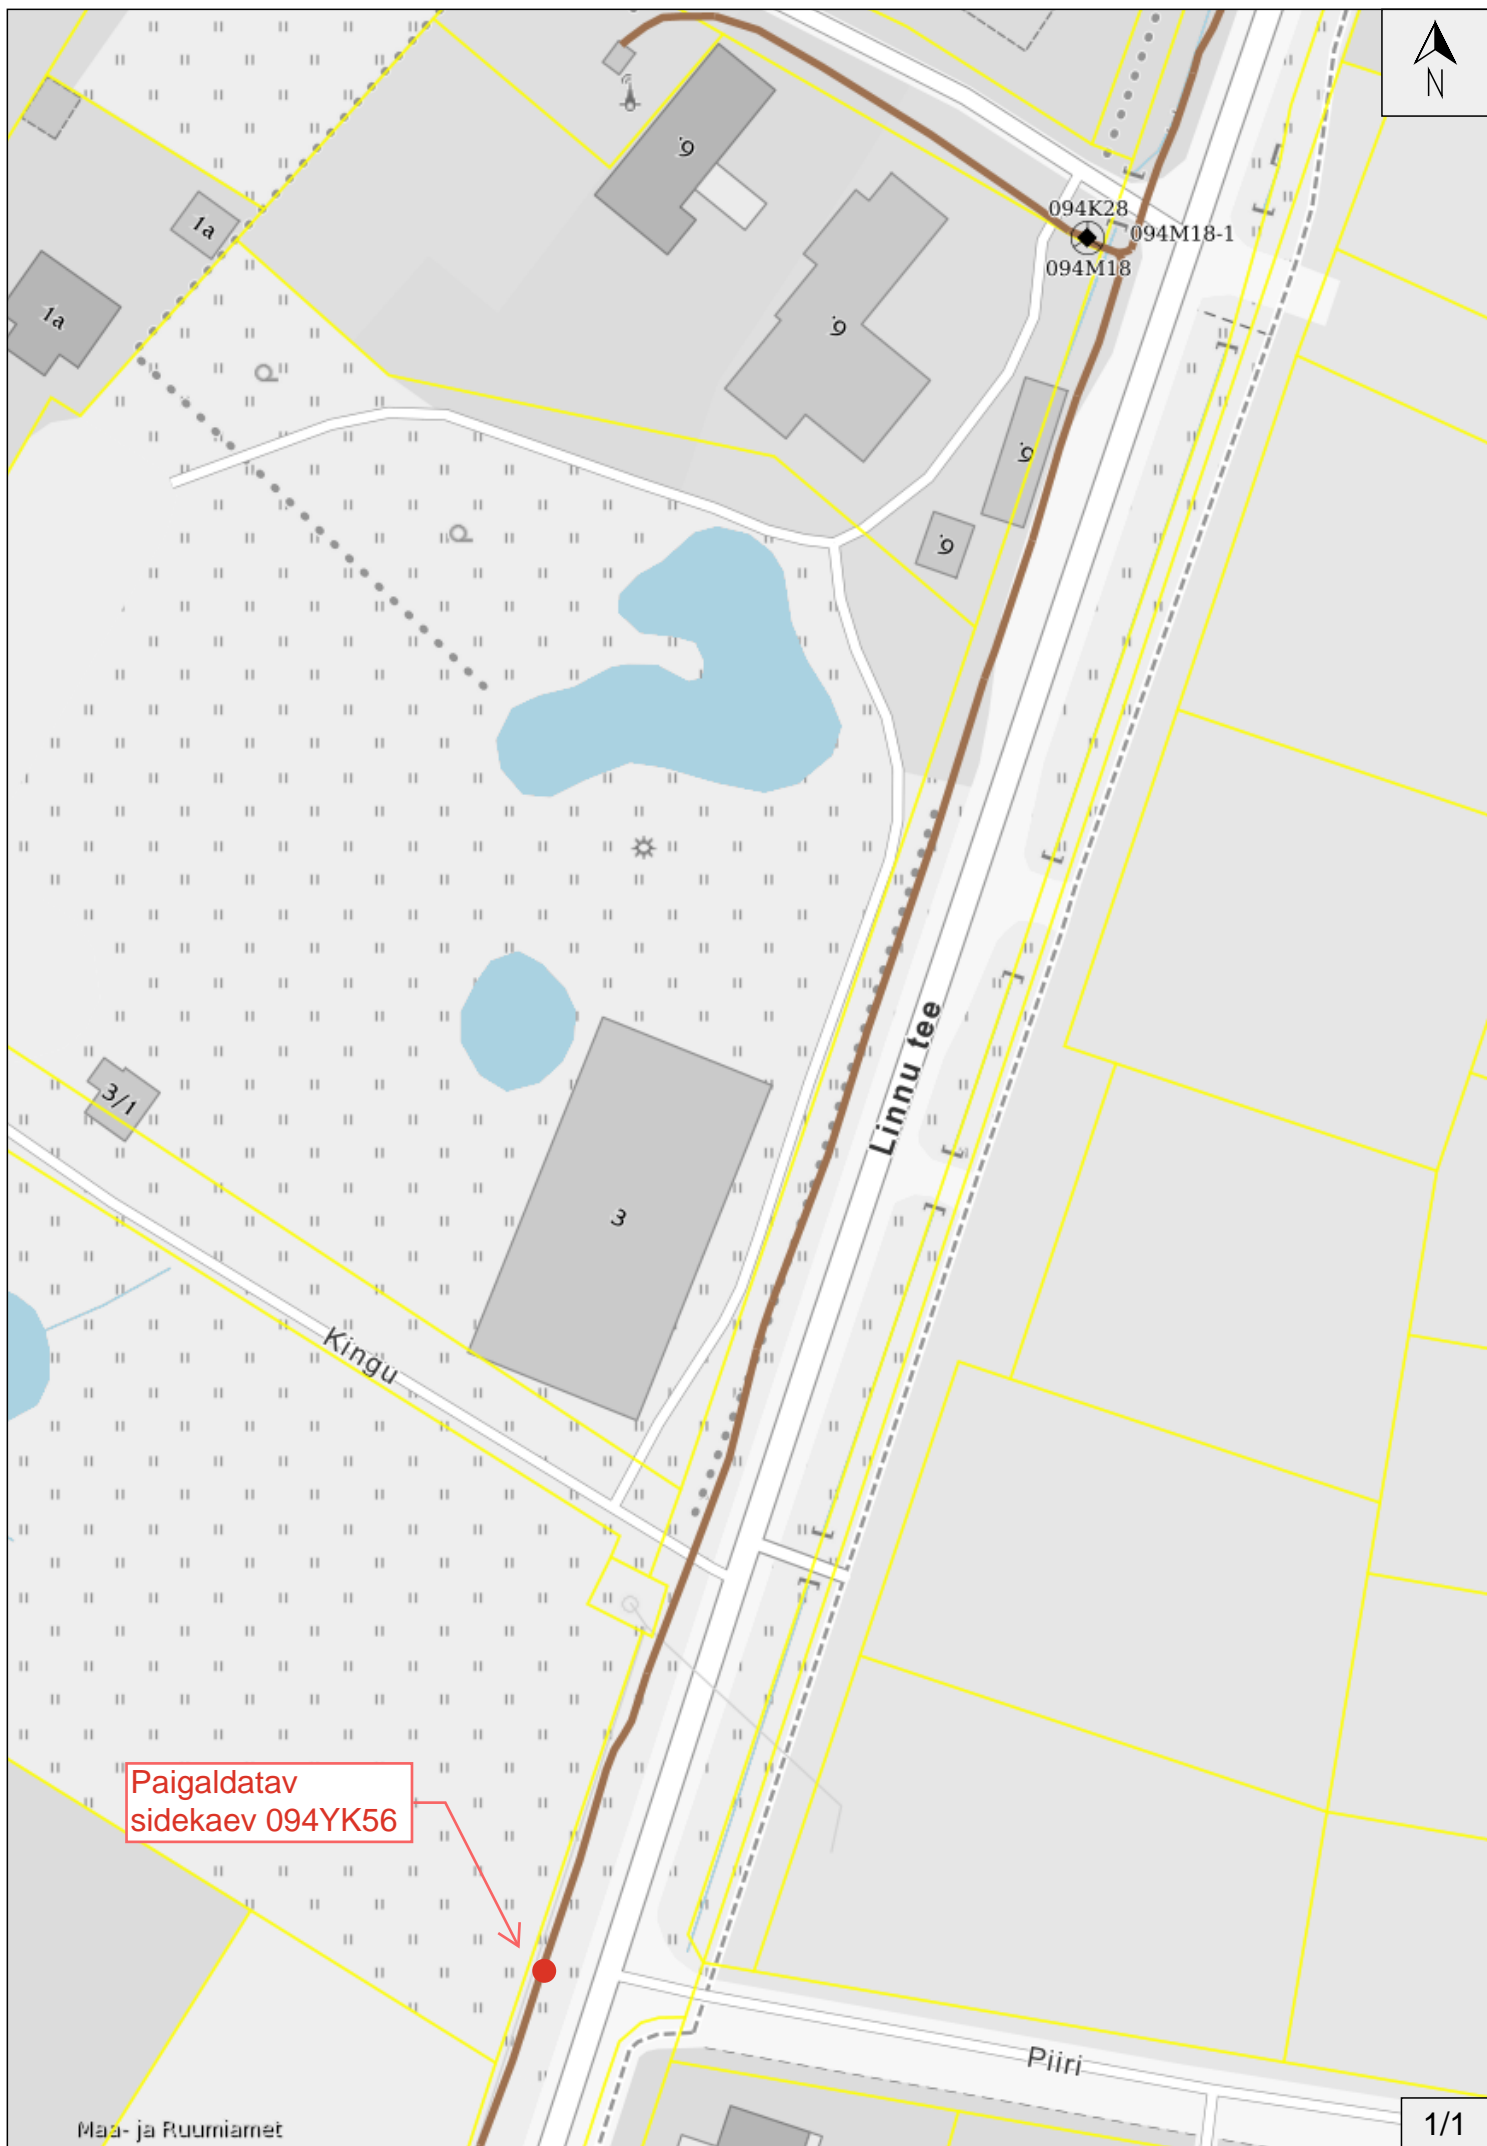 N
9.
1a
094K28
094M18-1
094M18
1a
9.
9.
9.
Linnu tee
3/1
3
Kingu
Paigaldatav
sidekaev 094YK56
Piiri
Maa- ja Ruumiamet
1/1